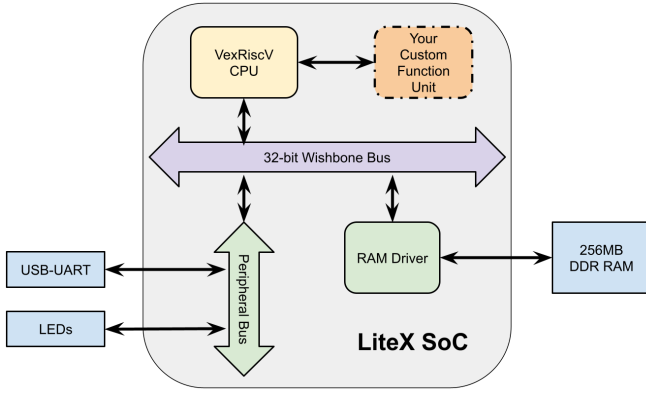 VexRiscV
CPU
Your
Custom
Function
Unit
32-bit Wishbone Bus
USB-UART
LEDs
Peripheral Bus
RAM Driver
256MB
DDR RAM
LiteX SoC